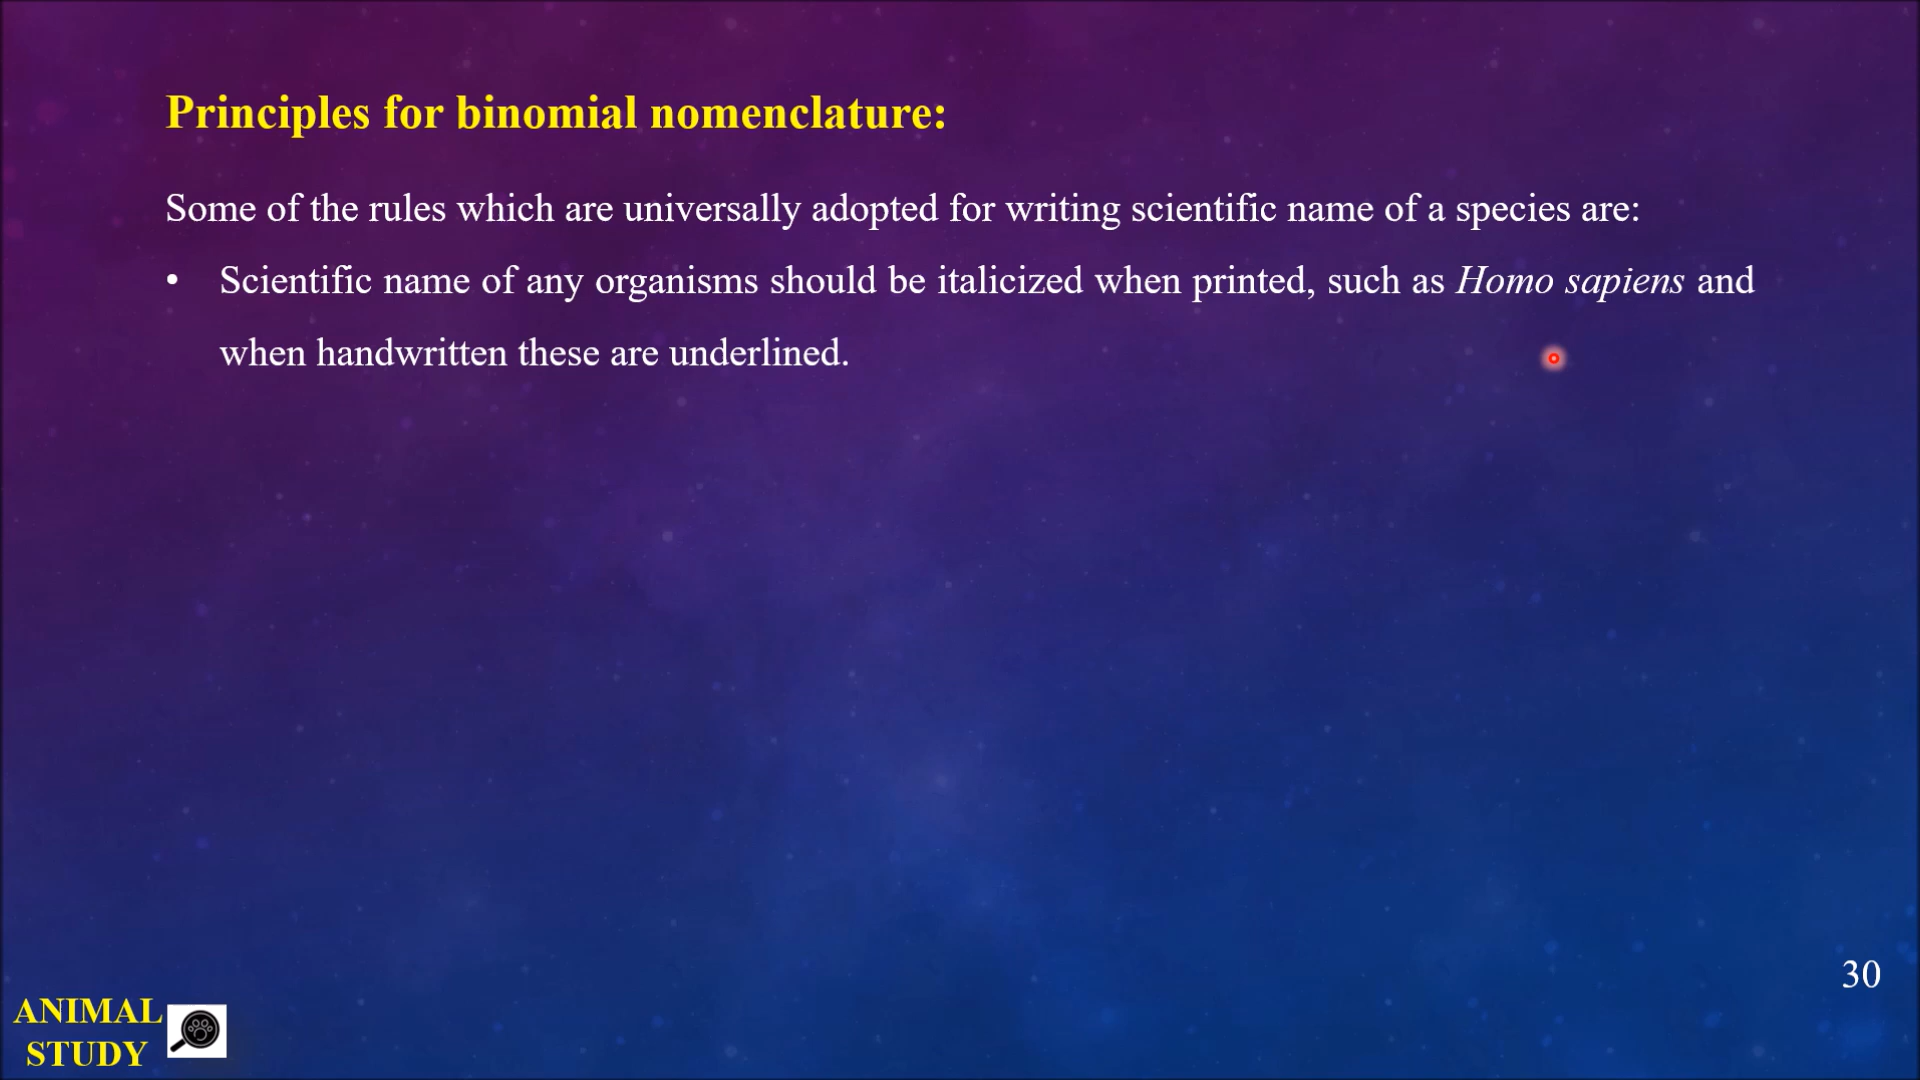 Principles for binomial nomenclature:
Some of the rules which are universally adopted for writing scientific name of a species are:
• Scientific name of any organisms should be italicized when printed, such as Homo sapiens and
when handwritten these are underlined.
30
ANIMAL
STUDY